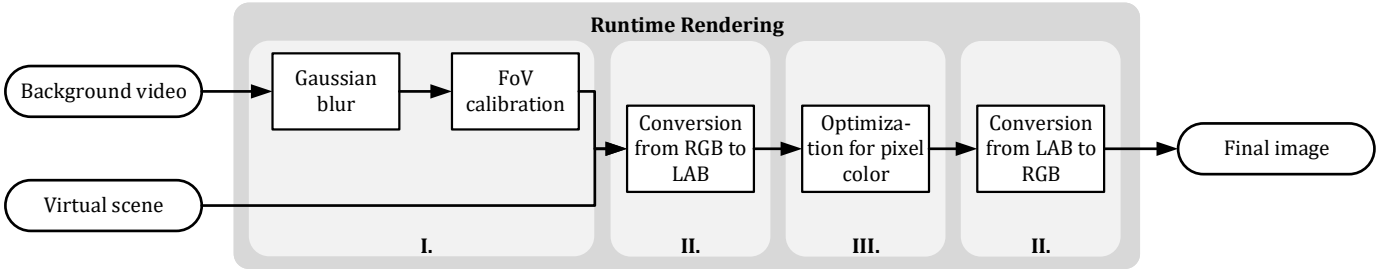 Runtime Rendering
Background video
Gaussian
blur
FoV
calibration
Virtual scene
Conversion
from RGB to
LAB
Optimiza-
tion for pixel
color
Conversion
from LAB to
RGB
Final image
I.
II.
III.
II.